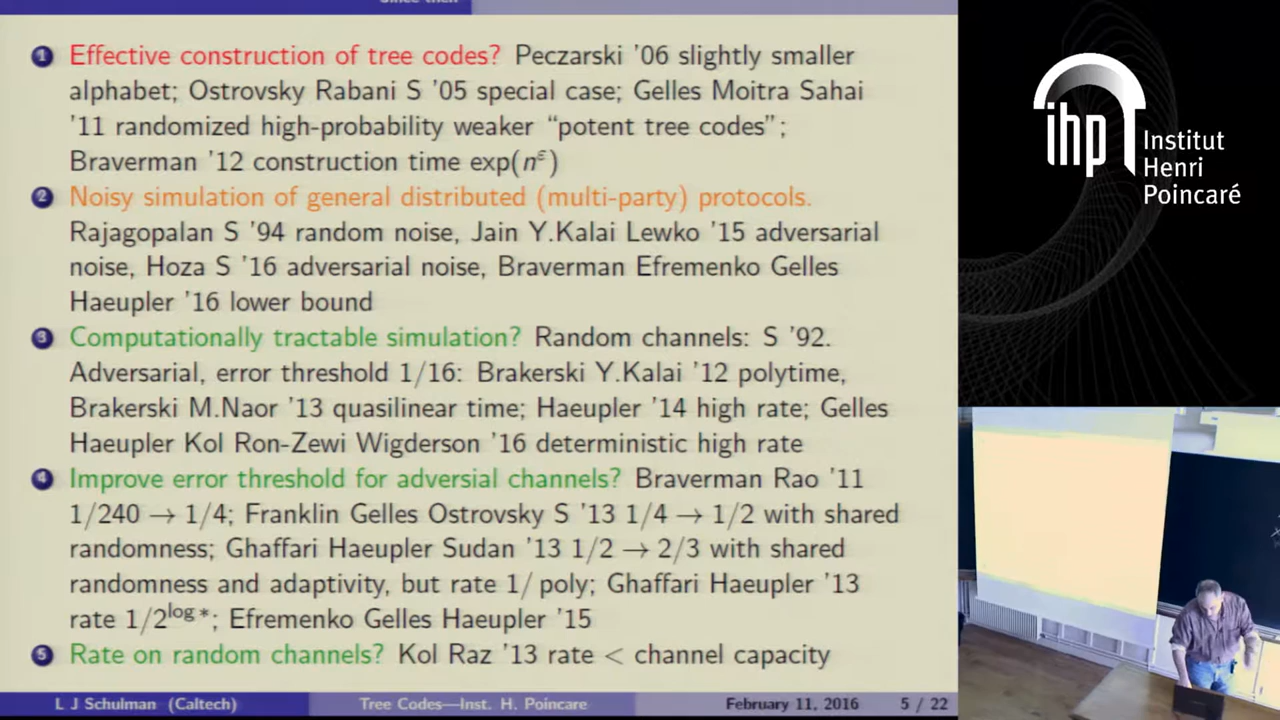 Since then
1 Effective construction of tree codes? Peczarski '06 slightly smaller
alphabet; Ostrovsky Rabani S '05 special case; Gelles Moitra Sahai
'11 randomized high-probability weaker “potent tree codes”;
Braverman '12 construction time exp(nᵋ)
2 Noisy simulation of general distributed (multi-party) protocols.
Rajagopalan S '94 random noise, Jain Y.Kalai Lewko '15 adversarial
noise, Hoza S '16 adversarial noise, Braverman Efremenko Gelles
Haeupler '16 lower bound
3 Computationally tractable simulation? Random channels: S '92.
Adversarial, error threshold 1/16: Brakerski Y.Kalai '12 polytime,
Brakerski M.Naor '13 quasilinear time; Haeupler '14 high rate; Gelles
Haeupler Kol Ron-Zewi Wigderson '16 deterministic high rate
4 Improve error threshold for adversial channels? Braverman Rao '11
1/240 → 1/4; Franklin Gelles Ostrovsky S '13 1/4 → 1/2 with shared
randomness; Ghaffari Haeupler Sudan '13 1/2 → 2/3 with shared
randomness and adaptivity, but rate 1/ poly; Ghaffari Haeupler '13
rate 1/2^log *; Efremenko Gelles Haeupler '15
5 Rate on random channels? Kol Raz '13 rate < channel capacity
L J Schulman (Caltech) Tree Codes—Inst. H. Poincare February 11, 2016 5 / 22
ihp Institut
Henri
Poincaré